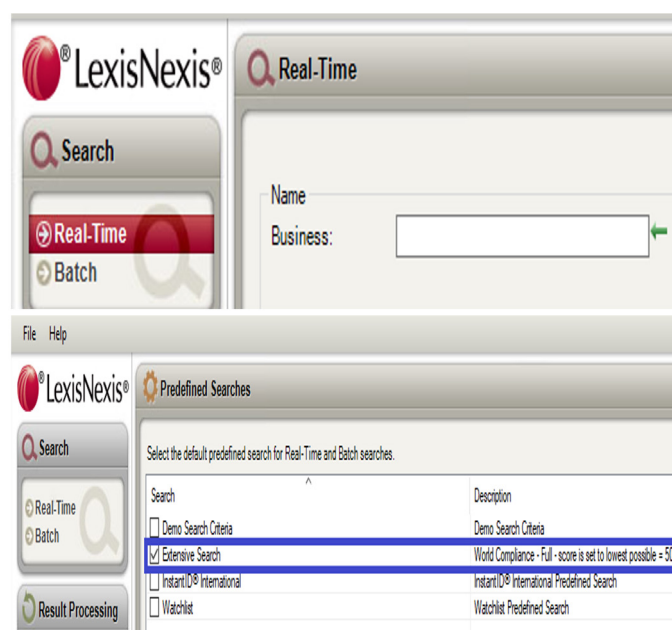 LexisNexis®
Real-Time
Search
Real-Time
Batch
Name
Business:
File Help
LexisNexis®
Predefined Searches
Search
Real-Time
Batch
Result Processing
Select the default predefined search for Real-Time and Batch searches.
Search Description
Demo Search Criteria Demo Search Criteria
Extensive Search World Compliance - Full - score is set to lowest possible = 50
InstantID® International InstantID® International Predefined Search
Watchlist Watchlist Predefined Search